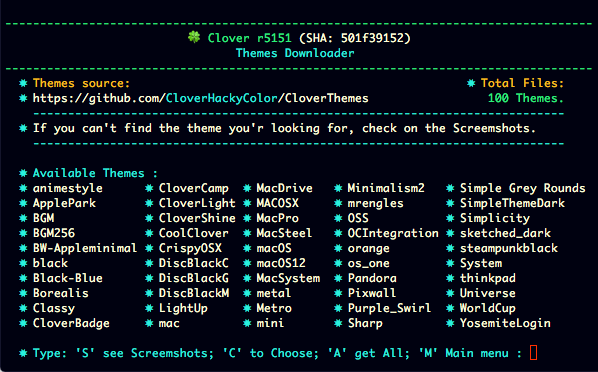 Clover r5151 (SHA: 501f39152)
Themes Downloader
Themes source: Total Files:
https://github.com/CloverHackyColor/CloverThemes 100 Themes.
If you can't find the theme you'r looking for, check on the Screenshots.
Available Themes :
animestyle CloverCamp MacDrive Minimalism2 Simple Grey Rounds
ApplePark CloverLight MACOSX mrengles SimpleThemeDark
BGM CloverShine MacPro OSS Simplicity
BGM256 CoolClover MacSteel OCIntegration sketched_dark
BW-Appleminimal CrispyOSX macOS orange steampunkblack
black DiscBlackC macOS12 os_one System
Black-Blue DiscBlackG MacSystem Pandora thinkpad
Borealis DiscBlackM metal Pixwall Universe
Classy LightUp Metro Purple_Swirl WorldCup
CloverBadge mac mini Sharp YosemiteLogin
Type: 'S' see Screenshots; 'C' to Choose; 'A' get All; 'M' Main menu :